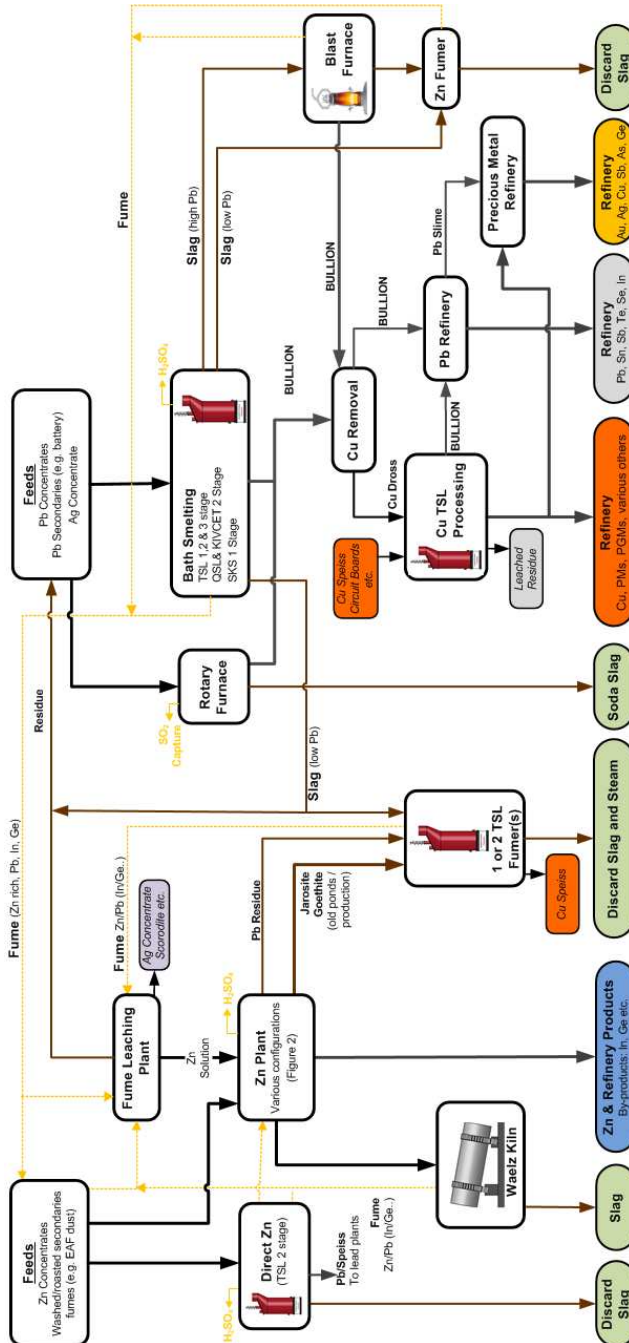 Feeds
Zn Concentrates
Washed/roasted secondaries
fumes (e.g. EAF dust)
Fume (Zn rich, Pb, In, Ge)
Residue
Feeds
Pb Concentrates
Pb Secondaries (e.g. battery)
Ag Concentrate
Fume
Fume Leaching
Plant
Ag Concentrate
Scorodite etc.
Fume Zn/Pb (In/Ge..)
Zn
Solution
SO₂
Capture
Rotary
Furnace
H₂SO₄
Bath Smelting
TSL 1,2 & 3 stage
QSL& KIVCET 2 Stage
SKS 1 Stage
Slag (high Pb)
Slag (low Pb)
Blast
Furnace
H₂SO₄
Direct Zn
(TSL 2 stage)
H₂SO₄
Zn Plant
Various configurations
(Figure 2)
Pb Residue
Jarosite
Goethite
(old ponds /
production)
Slag (low Pb)
BULLION
BULLION
Zn Fumer
Pb/Speiss
To lead plants
Fume
Zn/Pb (In/Ge..)
Waelz Kiln
1 or 2 TSL
Fumer(s)
Cu Speiss
Cu Removal
Cu Dross
BULLION
Cu Speiss
Circuit Boards
etc.
Cu TSL
Processing
Leached
Residue
BULLION
Pb Refinery
Pb Slime
Precious Metal
Refinery
Discard
Slag
Slag
Zn & Refinery Products
By-products: In, Ge etc.
Discard Slag and Steam
Soda Slag
Refinery
Cu, PMs, PGMs, various others
Refinery
Pb, Sn, Sb, Te, Se, In
Refinery
Au, Ag, Cu, Sb, As, Ge
Discard
Slag